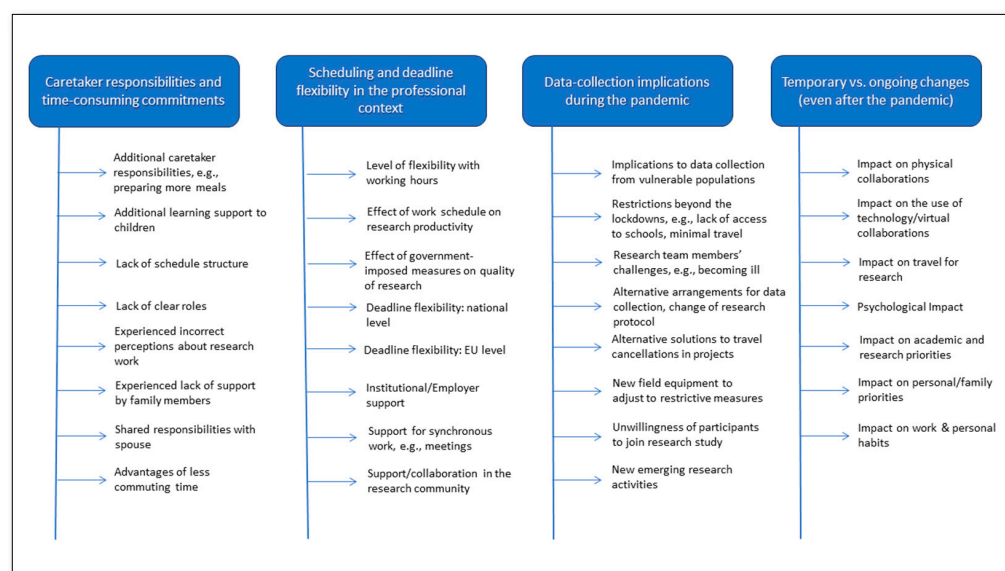 Caretaker responsibilities and
time-consuming commitments
Additional caretaker
responsibilities, e.g.,
preparing more meals
Additional learning support to
children
Lack of schedule structure
Lack of clear roles
Experienced incorrect
perceptions about research
work
Experienced lack of support
by family members
Shared responsibilities with
spouse
Advantages of less
commuting time
Scheduling and deadline
flexibility in the professional
context
Level of flexibility with
working hours
Effect of work schedule on
research productivity
Effect of government-
imposed measures on quality
of research
Deadline flexibility: national
level
Deadline flexibility: EU level
Institutional/Employer
support
Support for synchronous
work, e.g., meetings
Support/collaboration in the
research community
Data-collection implications
during the pandemic
Implications to data collection
from vulnerable populations
Restrictions beyond the
lockdowns, e.g., lack of access
to schools, minimal travel
Research team members'
challenges, e.g., becoming ill
Alternative arrangements for data
collection, change of research
protocol
Alternative solutions to travel
cancellations in projects
New field equipment to
adjust to restrictive measures
Unwillingness of participants
to join research study
New emerging research
activities
Temporary vs. ongoing changes
(even after the pandemic)
Impact on physical
collaborations
Impact on the use of
technology/virtual
collaborations
Impact on travel for
research
Psychological Impact
Impact on academic and
research priorities
Impact on personal/family
priorities
Impact on work & personal
habits